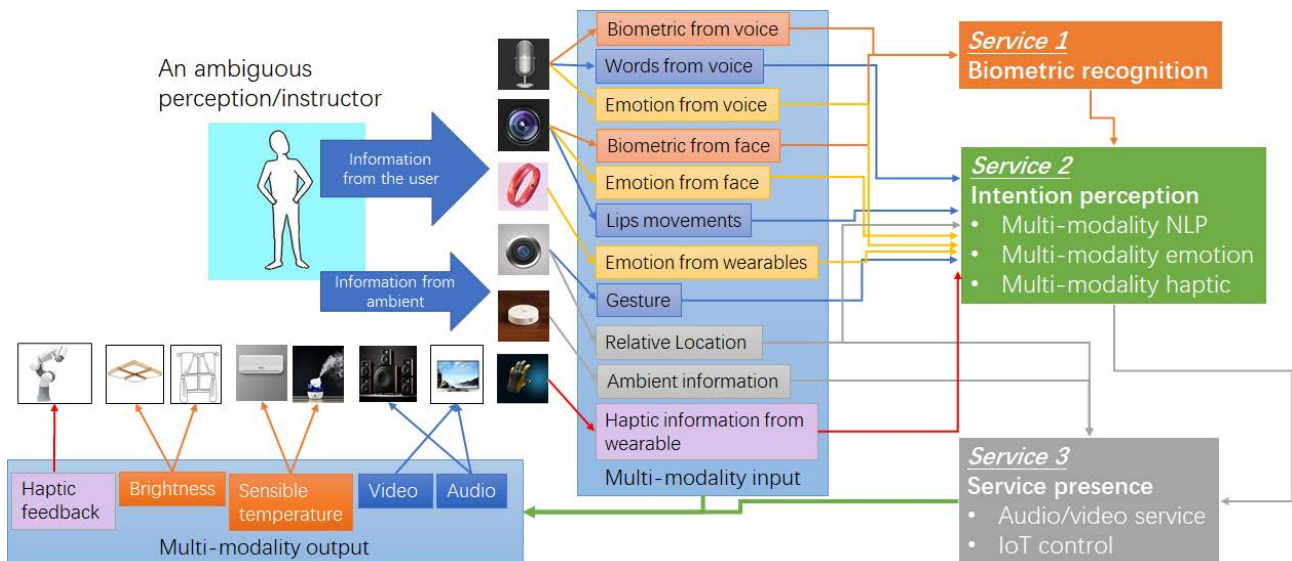 An ambiguous
perception/instructor
Information
from the user
Information from
ambient
Biometric from voice
Words from voice
Emotion from voice
Biometric from face
Emotion from face
Lips movements
Emotion from wearables
Gesture
Relative Location
Ambient information
Haptic information from
wearable
Multi-modality input
Service 1
Biometric recognition
Service 2
Intention perception
• Multi-modality NLP
• Multi-modality emotion
• Multi-modality haptic
Service 3
Service presence
• Audio/video service
• IoT control
Haptic
feedback
Brightness
Sensible
temperature
Video
Audio
Multi-modality output